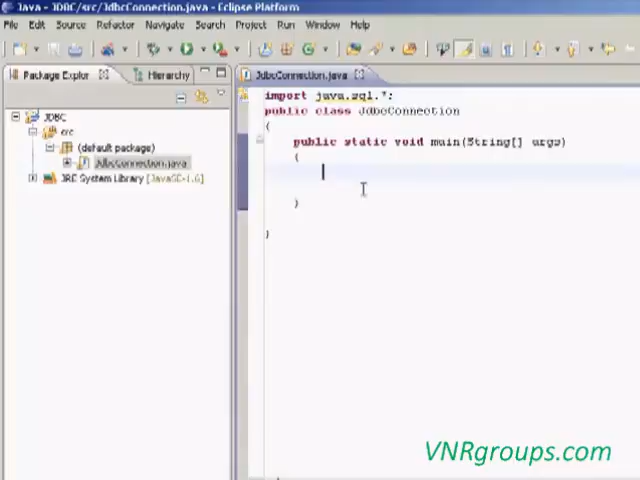 Java - JDBC/src/JdbcConnection.java - Eclipse Platform
File Edit Source Refactor Navigate Search Project Run Window Help
Package Explor Hierarchy
JdbcConnection.java
JDBC
src
(default package)
JdbcConnection.java
JRE System Library [JavaSE-1.6]
import java.sql.*;
public class JdbcConnection
{
public static void main(String[] args)
{
}
}
VNRgroups.com